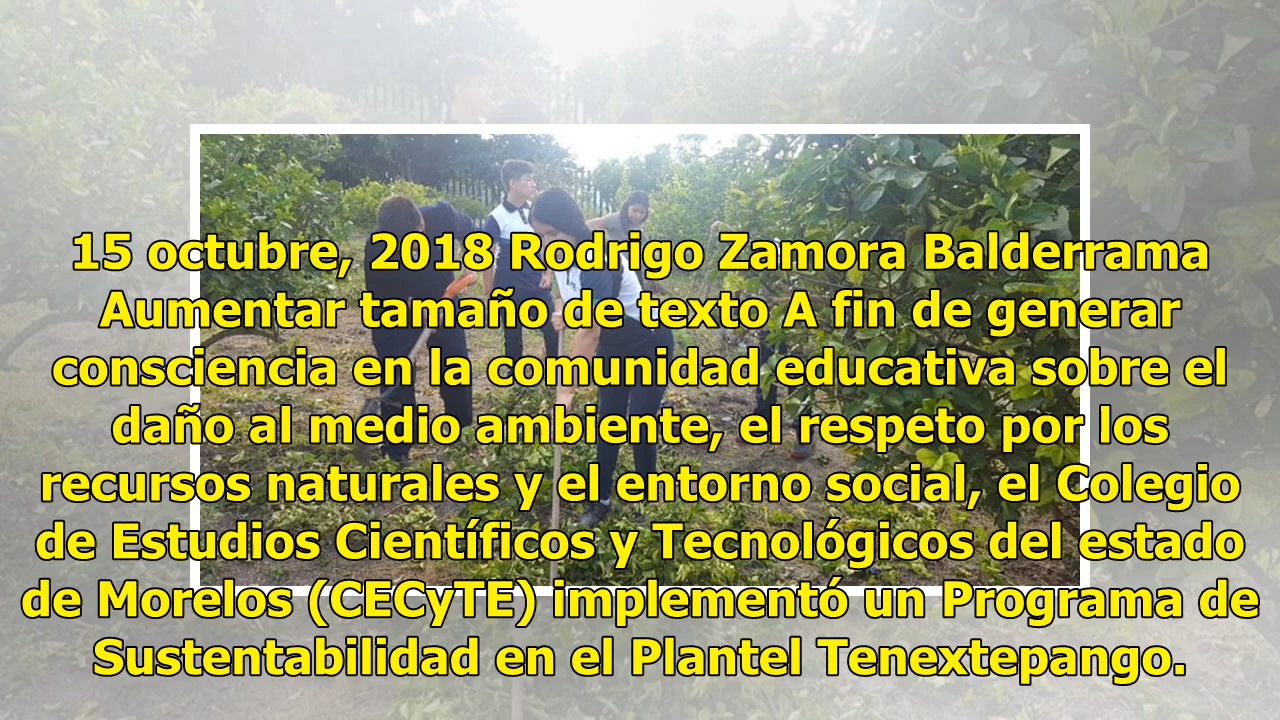 15 octubre, 2018 Rodrigo Zamora Balderrama
Aumentar tamaño de texto A fin de generar
consciencia en la comunidad educativa sobre el
daño al medio ambiente, el respeto por los
recursos naturales y el entorno social, el Colegio
de Estudios Científicos y Tecnológicos del estado
de Morelos (CECyTE) implementó un Programa de
Sustentabilidad en el Plantel Tenextepango.